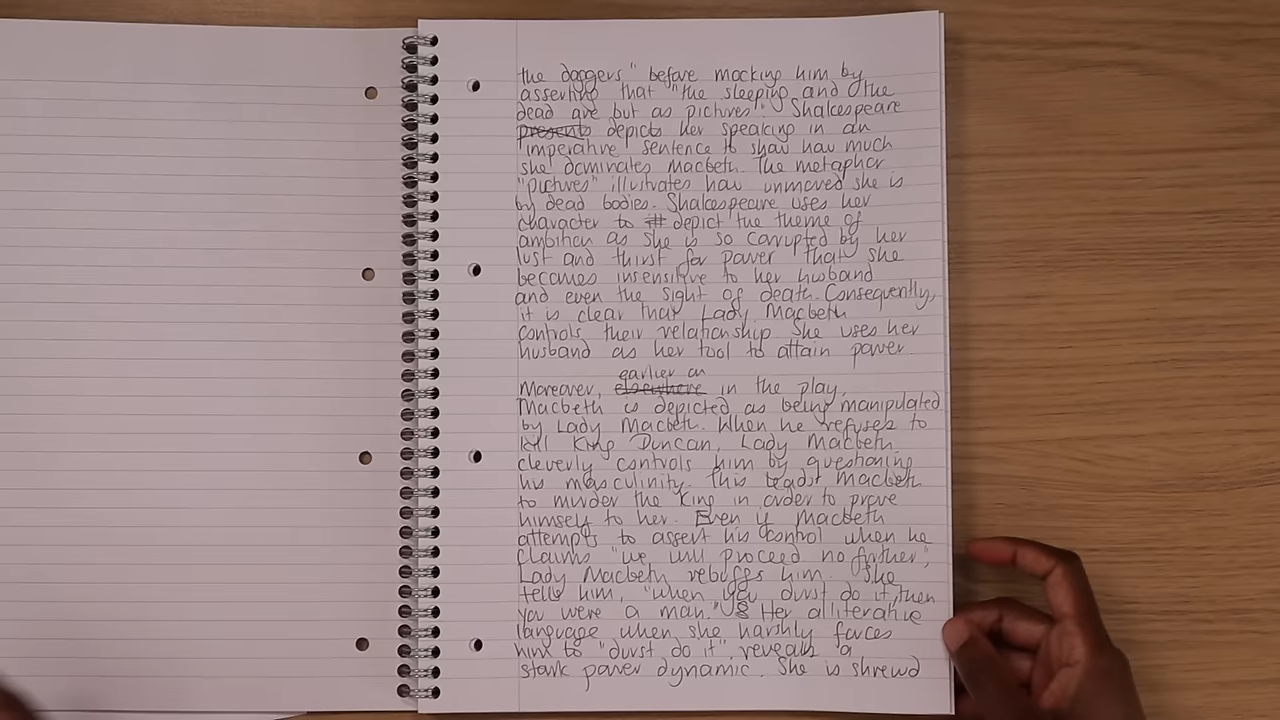 the daggers" before mocking him by
asserting that "the sleeping and the
dead are but as pictures". Shakespeare
presents depicts her speaking in an
imperative sentence to show how much
she dominates Macbeth. The metaphor
"pictures" illustrates how unmoved she is
by dead bodies. Shakespeare uses her
character to depict the theme of
ambition as she is so corrupted by her
lust and thirst for power that she
becomes insensitive to her husband
and even the sight of death. Consequently,
it is clear that Lady Macbeth
controls their relationship. She uses her
husband as her tool to attain power.
earlier on
Moreover, elsewhere in the play,
Macbeth is depicted as being manipulated
by Lady Macbeth. When he refuses to
kill King Duncan, Lady Macbeth
cleverly controls him by questioning
his masculinity. This leads Macbeth
to murder the King in order to prove
himself to her. Even if Macbeth
attempts to assert his control when he
claims "we will proceed no further",
Lady Macbeth rebuffs him. She
tells him, "when you durst do it, then
you were a man." Her alliterative
language when she harshly forces
him to "durst do it", reveals a
stark power dynamic. She is shrewd